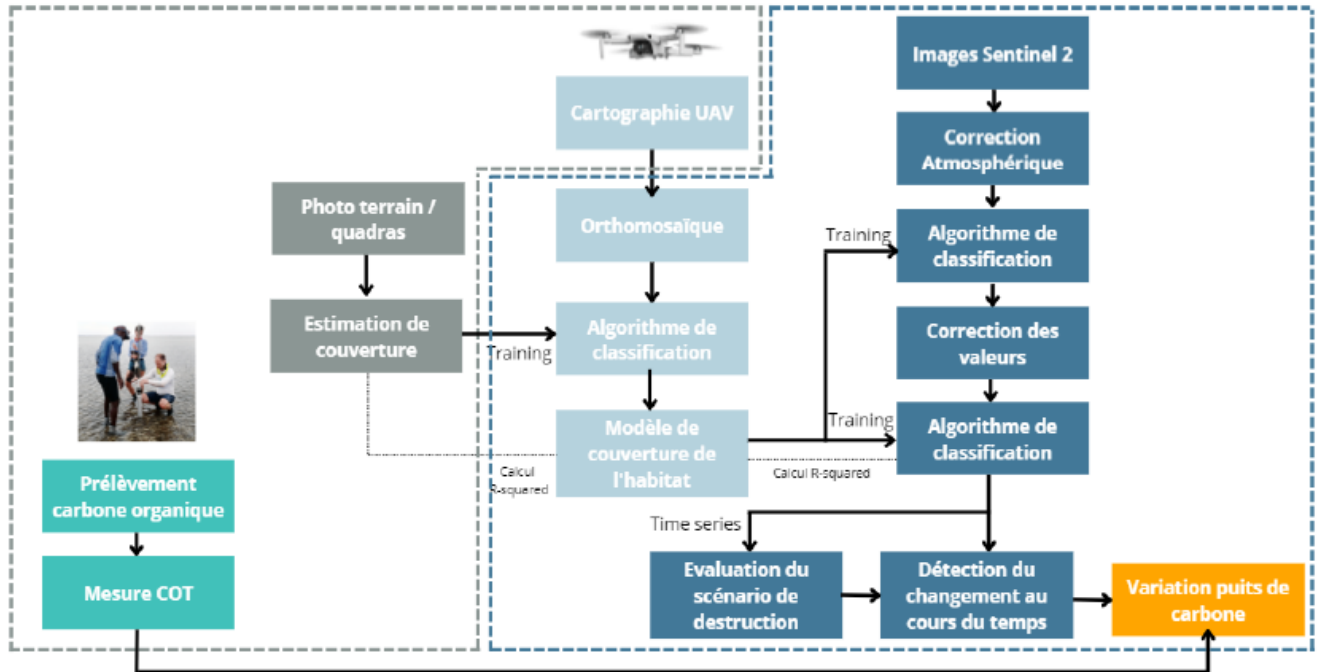 Cartographie UAV
Images Sentinel 2
Correction
Atmosphérique
Photo terrain /
quadras
Orthomosaïque
Training
Algorithme de
classification
Estimation de
couverture
Training
Algorithme de
classification
Correction des
valeurs
Modèle de
couverture de
l'habitat
Training
Algorithme de
classification
Calcul
R-squared
Calcul R-squared
Prélèvement
carbone organique
Time series
Mesure COT
Evaluation du
scénario de
destruction
Détection du
changement au
cours du temps
Variation puits de
carbone